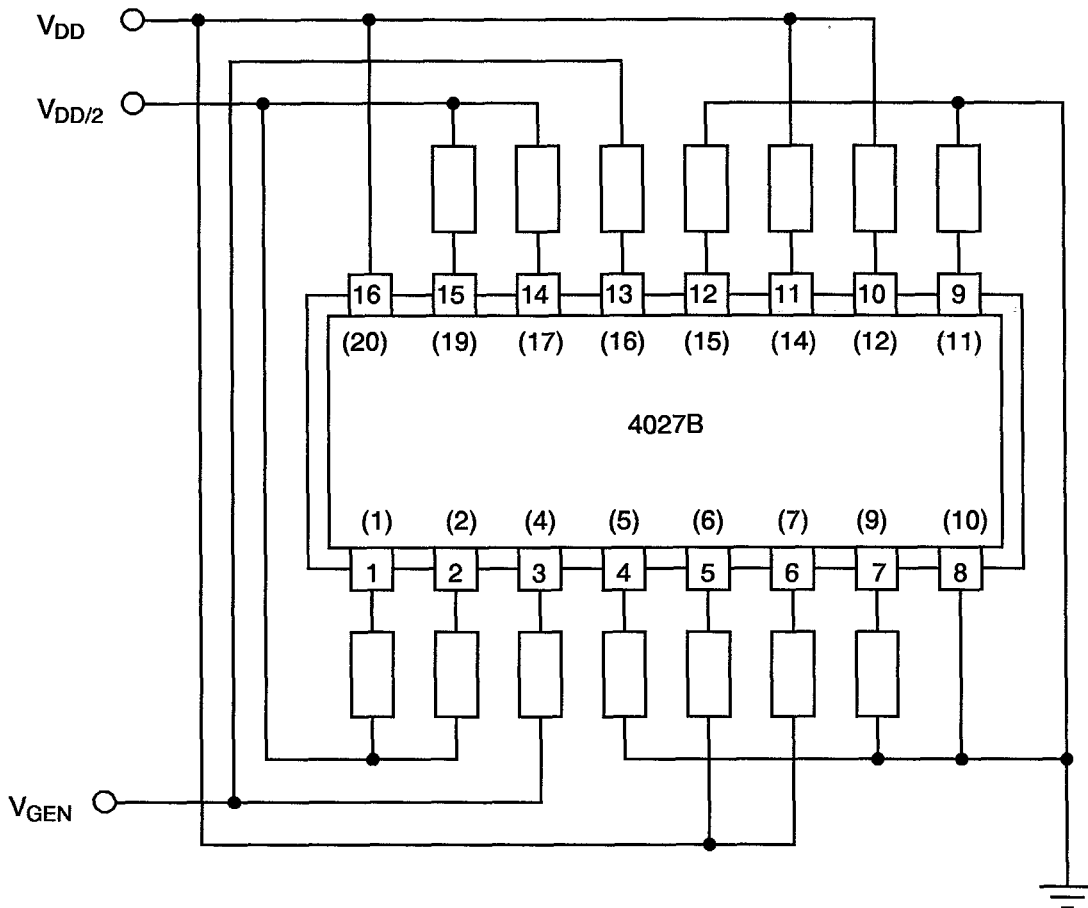 VDD
VDD/2
16 15 14 13 12 11 10 9
(20) (19) (17) (16) (15) (14) (12) (11)
4027B
(1) (2) (4) (5) (6) (7) (9) (10)
1 2 3 4 5 6 7 8
VGEN